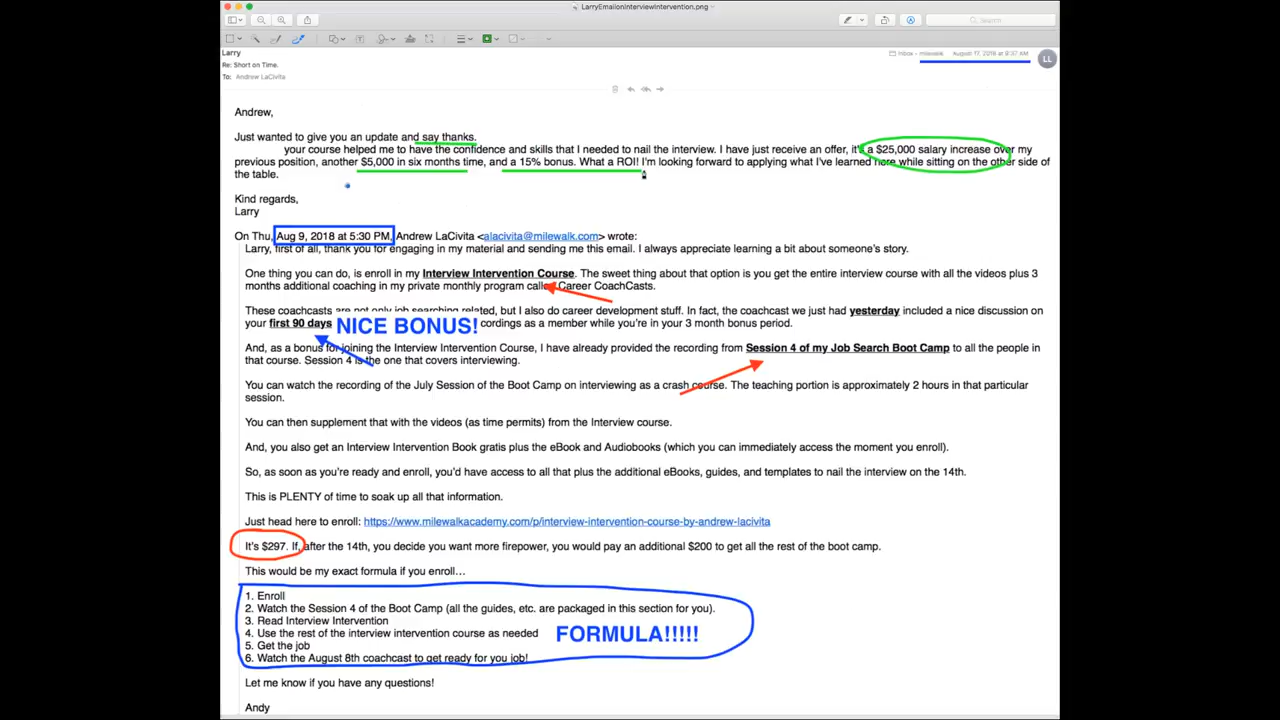 LarryEmailonInterviewIntervention.png
Search
Larry
Inbox - milewalk August 17, 2018 at 9:37 AM
LL
Re: Short on Time.
To: Andrew LaCivita
Andrew,
Just wanted to give you an update and say thanks.
your course helped me to have the confidence and skills that I needed to nail the interview. I have just receive an offer, it's a $25,000 salary increase over my
previous position, another $5,000 in six months time, and a 15% bonus. What a ROI! I'm looking forward to applying what I've learned here while sitting on the other side of
the table.
Kind regards,
Larry
On Thu, Aug 9, 2018 at 5:30 PM, Andrew LaCivita <alacivita@milewalk.com> wrote:
Larry, first of all, thank you for engaging in my material and sending me this email. I always appreciate learning a bit about someone's story.
One thing you can do, is enroll in my Interview Intervention Course. The sweet thing about that option is you get the entire interview course with all the videos plus 3
months additional coaching in my private monthly program called Career CoachCasts.
These coachcasts are not only job searching related, but I also do career development stuff. In fact, the coachcast we just had yesterday included a nice discussion on
your first 90 days NICE BONUS! cordings as a member while you're in your 3 month bonus period.
And, as a bonus for joining the Interview Intervention Course, I have already provided the recording from Session 4 of my Job Search Boot Camp to all the people in
that course. Session 4 is the one that covers interviewing.
You can watch the recording of the July Session of the Boot Camp on interviewing as a crash course. The teaching portion is approximately 2 hours in that particular
session.
You can then supplement that with the videos (as time permits) from the Interview course.
And, you also get an Interview Intervention Book gratis plus the eBook and Audiobooks (which you can immediately access the moment you enroll).
So, as soon as you're ready and enroll, you'd have access to all that plus the additional eBooks, guides, and templates to nail the interview on the 14th.
This is PLENTY of time to soak up all that information.
Just head here to enroll: https://www.milewalkacademy.com/p/interview-intervention-course-by-andrew-lacivita
It's $297. If, after the 14th, you decide you want more firepower, you would pay an additional $200 to get all the rest of the boot camp.
This would be my exact formula if you enroll…
1. Enroll
2. Watch the Session 4 of the Boot Camp (all the guides, etc. are packaged in this section for you).
3. Read Interview Intervention
4. Use the rest of the interview intervention course as needed
FORMULA!!!!!
5. Get the job
6. Watch the August 8th coachcast to get ready for you job!
Let me know if you have any questions!
Andy